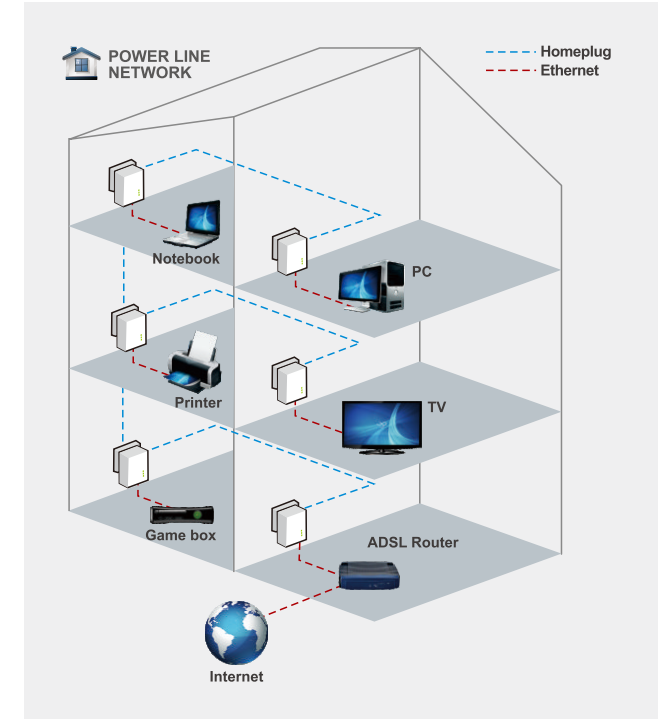 POWER LINE
NETWORK
Homeplug
Ethernet
Notebook
PC
Printer
TV
Game box
ADSL Router
Internet